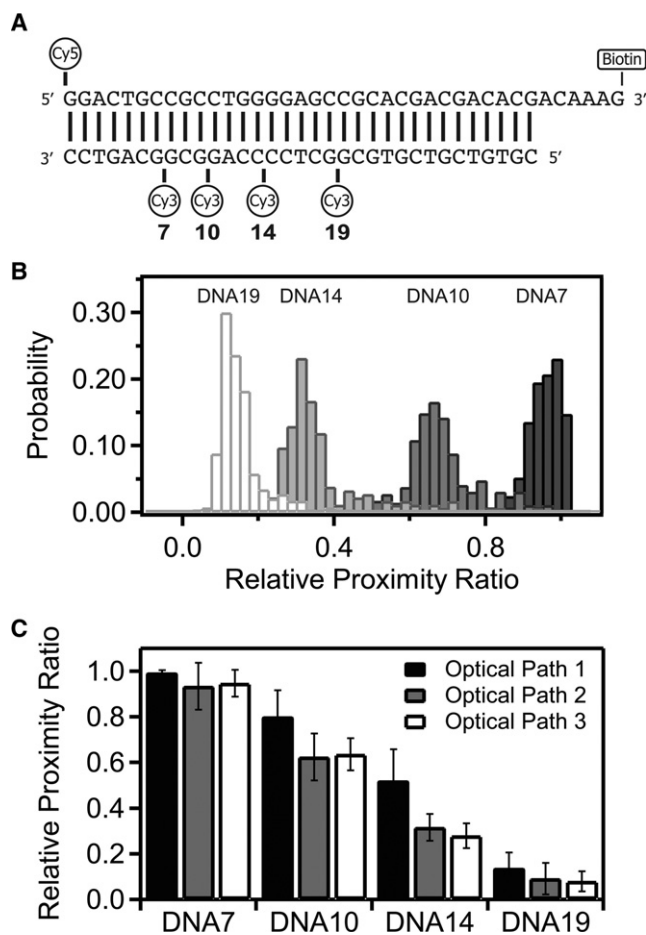 A
Cy5
Biotin
5′ GGACTGCCGCCTGGGGAGCCGCACGACGACACGACAAAG 3′
3′ CCTGACGGCGGACCCCTCGGCGTGCTGCTGTGC 5′
Cy3 Cy3 Cy3 Cy3
7 10 14 19
B
DNA19 DNA14 DNA10 DNA7
Probability
0.30
0.20
0.10
0.00
0.0 0.4 0.8
Relative Proximity Ratio
C
Relative Proximity Ratio
1.0
0.8
0.6
0.4
0.2
0.0
Optical Path 1
Optical Path 2
Optical Path 3
DNA7 DNA10 DNA14 DNA19